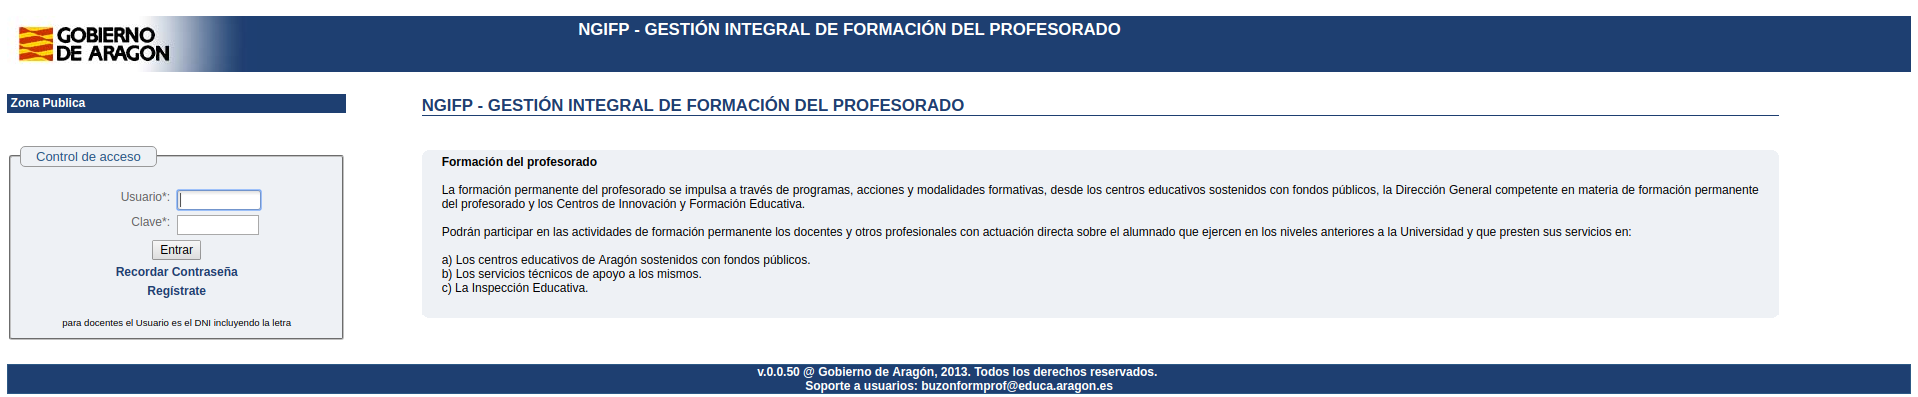 GOBIERNO
DE ARAGON
NGIFP - GESTIÓN INTEGRAL DE FORMACIÓN DEL PROFESORADO
Zona Publica
Control de acceso
Usuario*:
Clave*:
Entrar
Recordar Contraseña
Regístrate
para docentes el Usuario es el DNI incluyendo la letra
NGIFP - GESTIÓN INTEGRAL DE FORMACIÓN DEL PROFESORADO
Formación del profesorado
La formación permanente del profesorado se impulsa a través de programas, acciones y modalidades formativas, desde los centros educativos sostenidos con fondos públicos, la Dirección General competente en materia de formación permanente
del profesorado y los Centros de Innovación y Formación Educativa.
Podrán participar en las actividades de formación permanente los docentes y otros profesionales con actuación directa sobre el alumnado que ejercen en los niveles anteriores a la Universidad y que presten sus servicios en:
a) Los centros educativos de Aragón sostenidos con fondos públicos.
b) Los servicios técnicos de apoyo a los mismos.
c) La Inspección Educativa.
v.0.0.50 @ Gobierno de Aragón, 2013. Todos los derechos reservados.
Soporte a usuarios: buzonformprof@educa.aragon.es